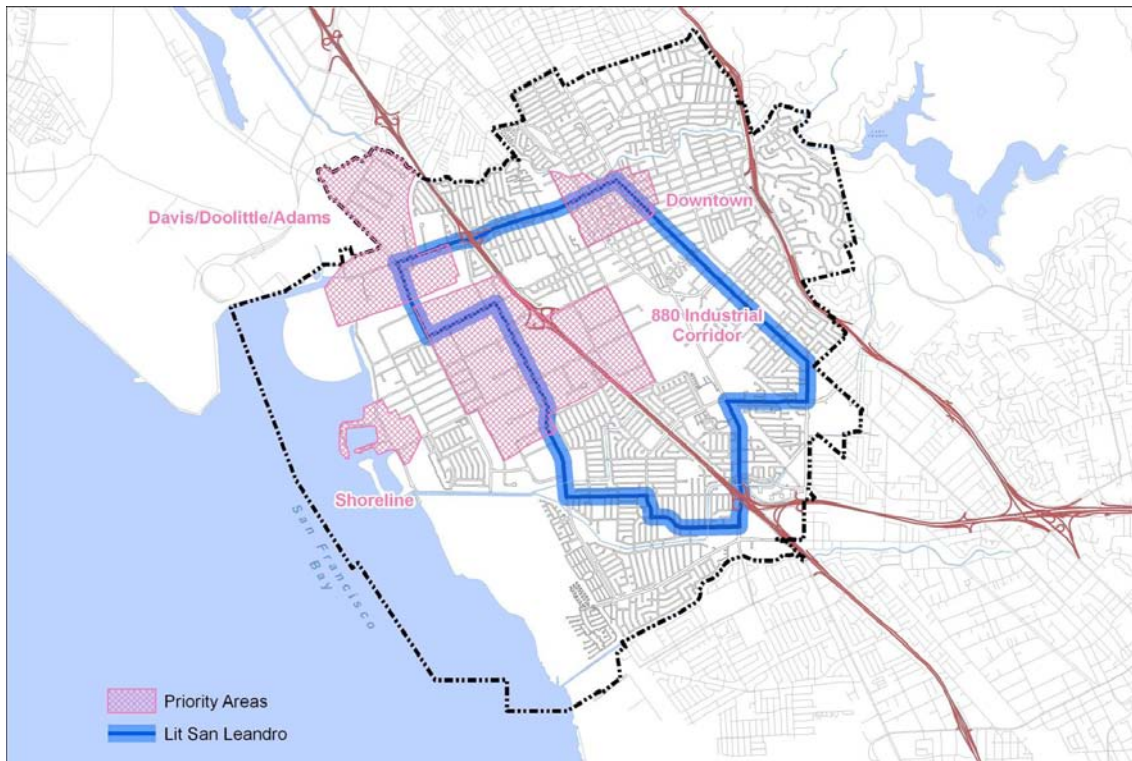 Davis/Doolittle/Adams
Downtown
880 Industrial
Corridor
Shoreline
San Francisco
Bay
Priority Areas
Lit San Leandro